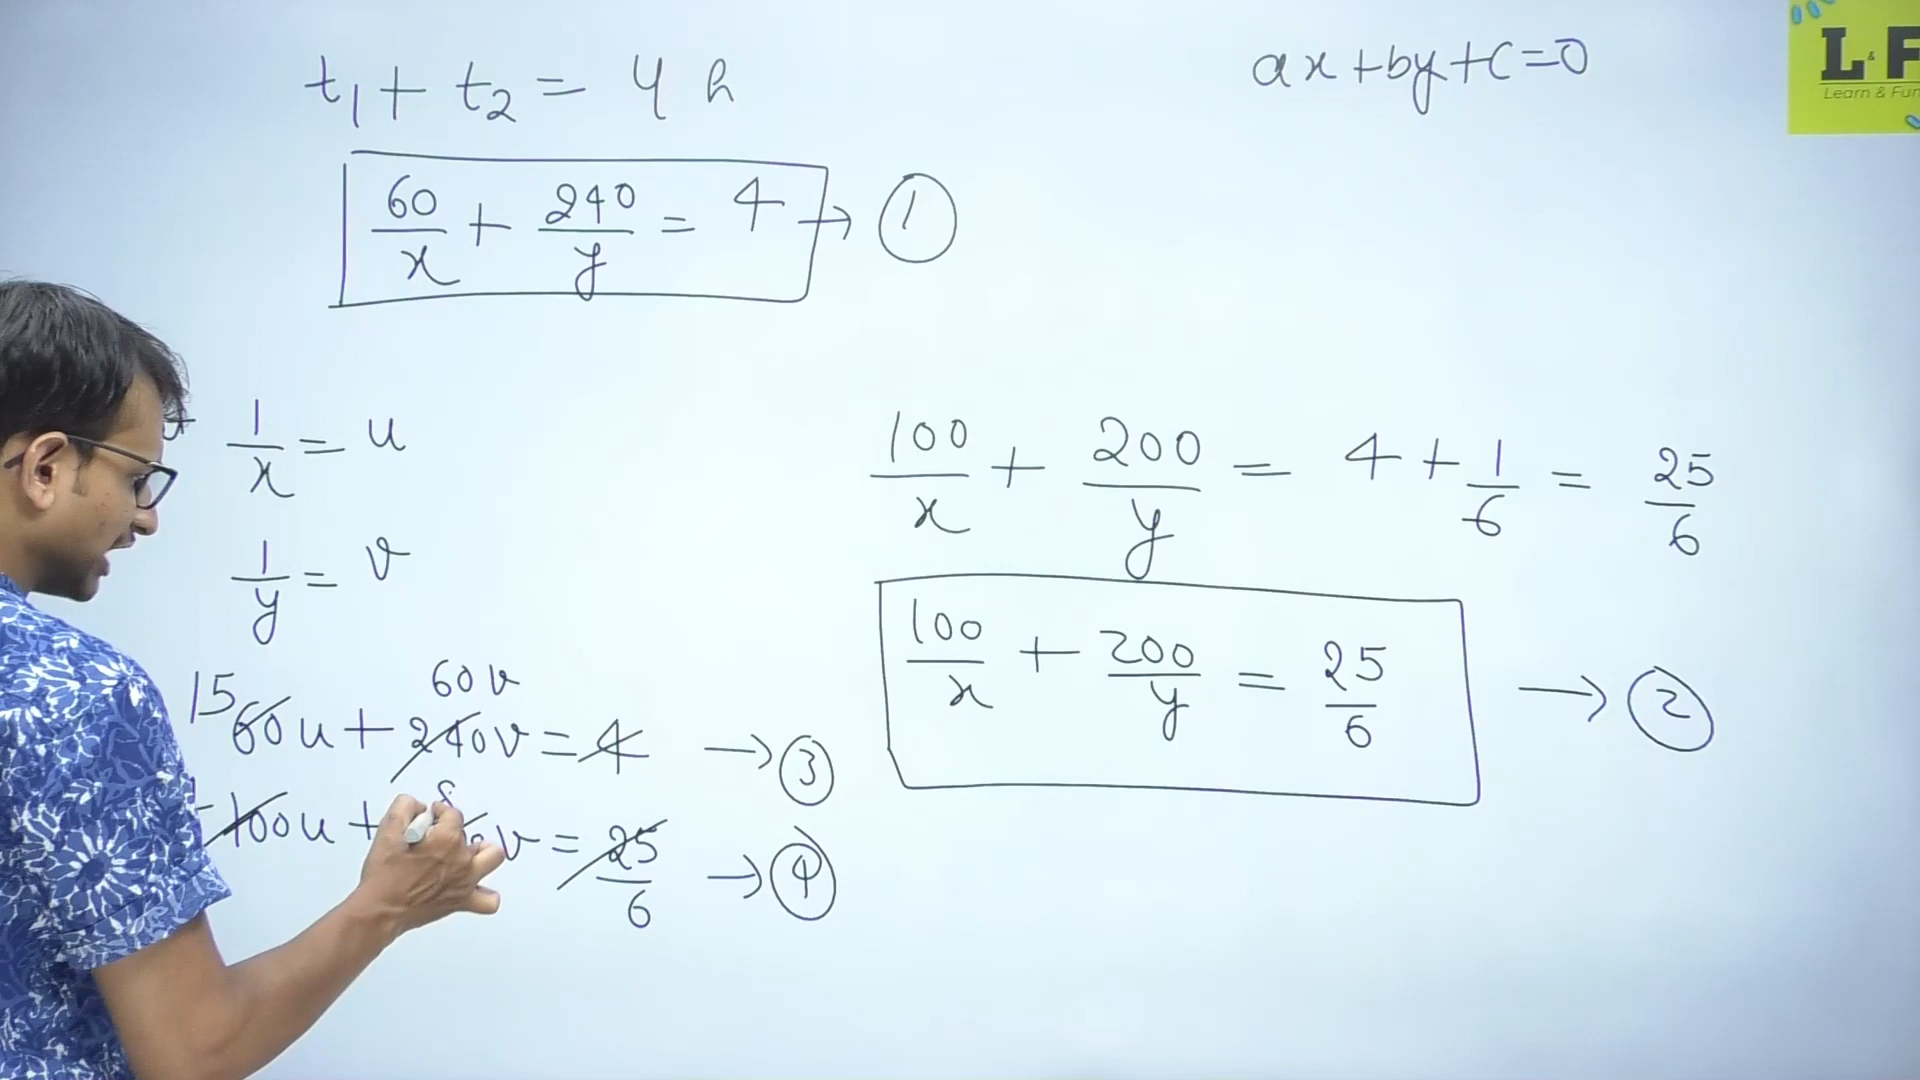 t₁ + t₂ = 4 h
ax+by+c=0
L&F
Learn & Fun
60/x + 240/y = 4 → ①
1/x = u
100/x + 200/y = 4 + 1/6 = 25/6
1/y = v
100/x + 200/y = 25/6 → ②
15 60v
60u + 240v = 4 → ③
8
100u + v = 25/6 → ④